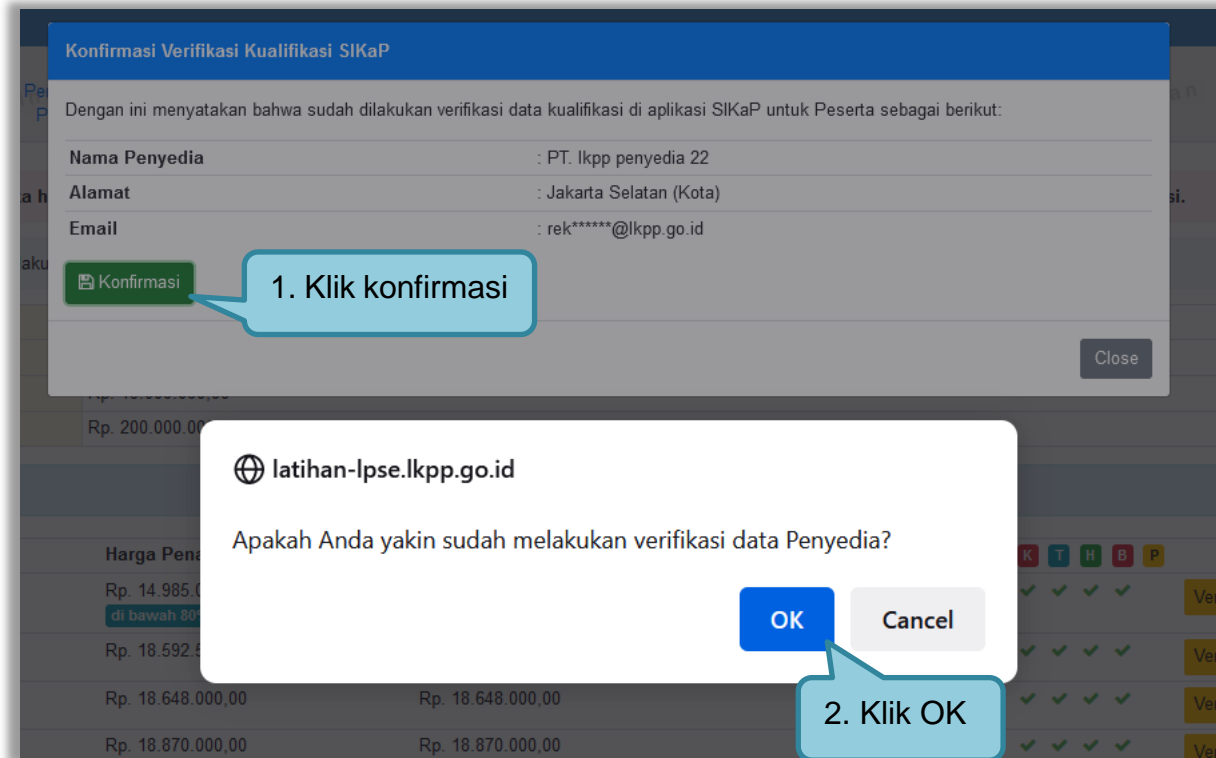 Konfirmasi Verifikasi Kualifikasi SIKaP
Dengan ini menyatakan bahwa sudah dilakukan verifikasi data kualifikasi di aplikasi SIKaP untuk Peserta sebagai berikut:
Nama Penyedia : PT. lkpp penyedia 22
Alamat : Jakarta Selatan (Kota)
Email : rek******@lkpp.go.id
Konfirmasi
1. Klik konfirmasi
Close
Rp. 200.000.00
latihan-lpse.lkpp.go.id
Apakah Anda yakin sudah melakukan verifikasi data Penyedia?
OK Cancel
2. Klik OK
Harga Pena
K T H B P
Rp. 14.985.0
di bawah 80%
Ver
Rp. 18.592.5
Ver
Rp. 18.648.000,00 Rp. 18.648.000,00
Ver
Rp. 18.870.000,00 Rp. 18.870.000,00
Ver